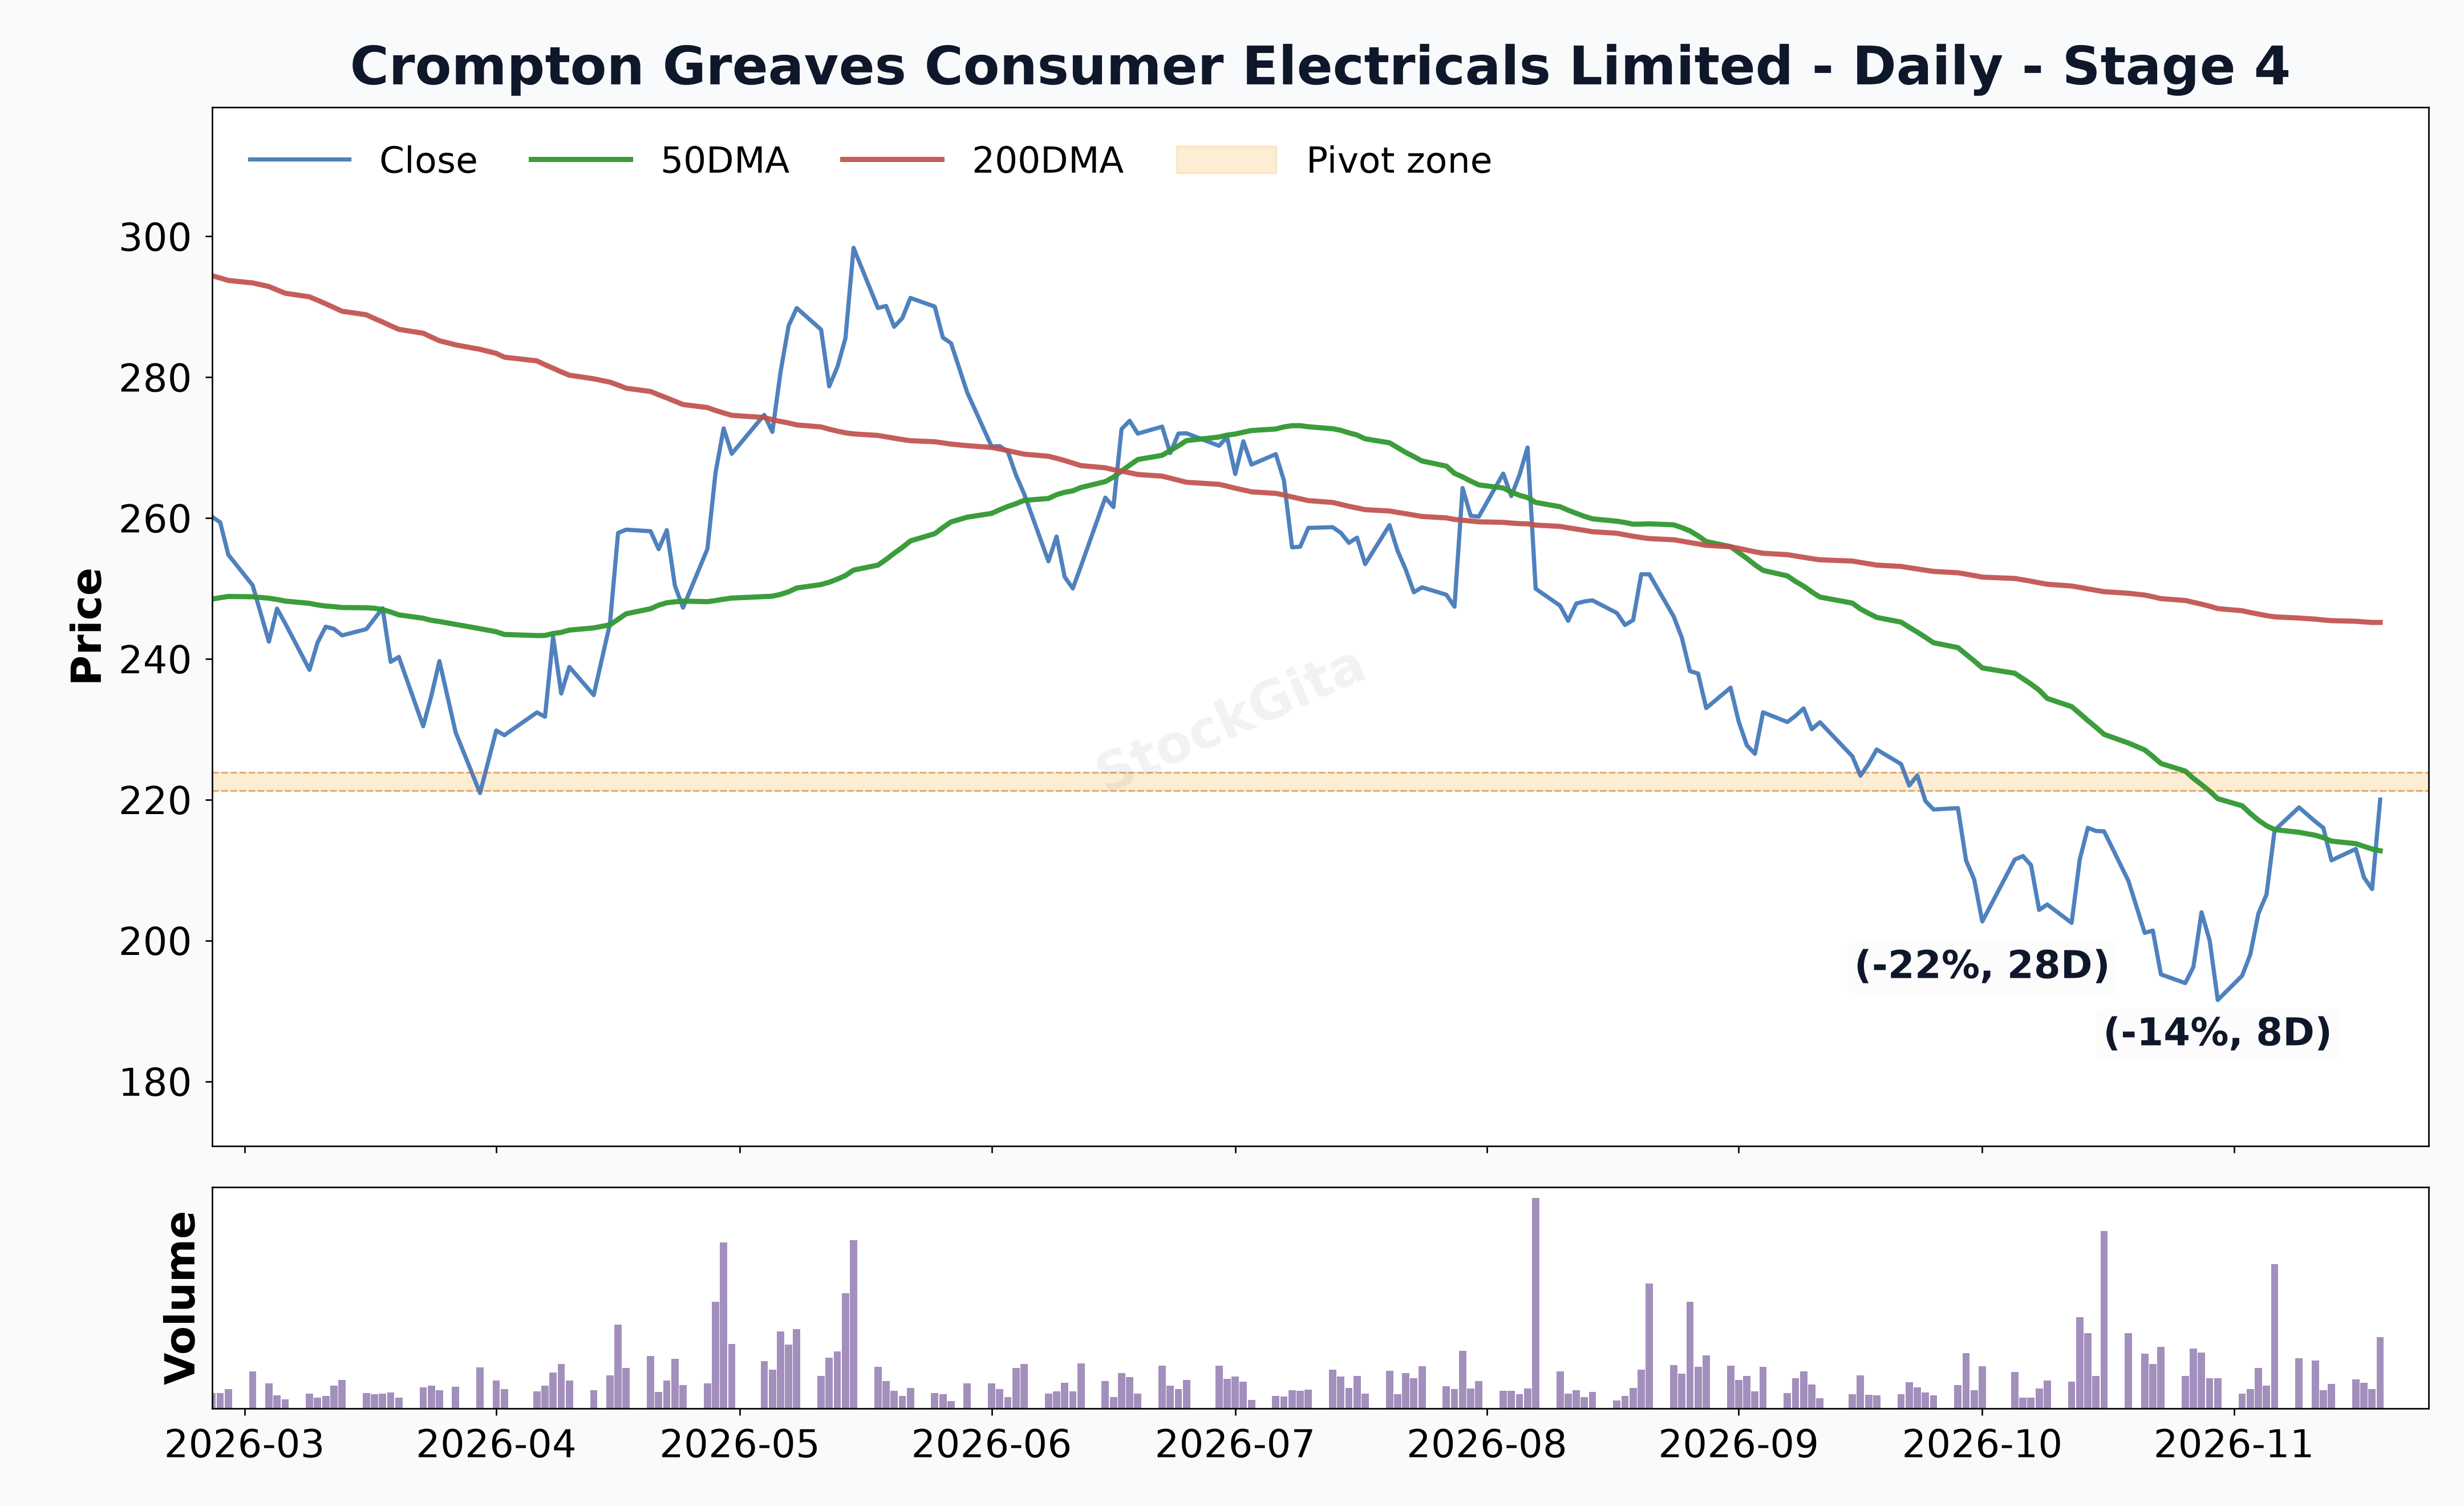 Crompton Greaves Consumer Electricals Limited - Daily - Stage 4
Close 50DMA 200DMA Pivot zone
300
280
260
240
220
200
180
Price
StockGita
(-22%, 28D)
(-14%, 8D)
Volume
2026-03 2026-04 2026-05 2026-06 2026-07 2026-08 2026-09 2026-10 2026-11